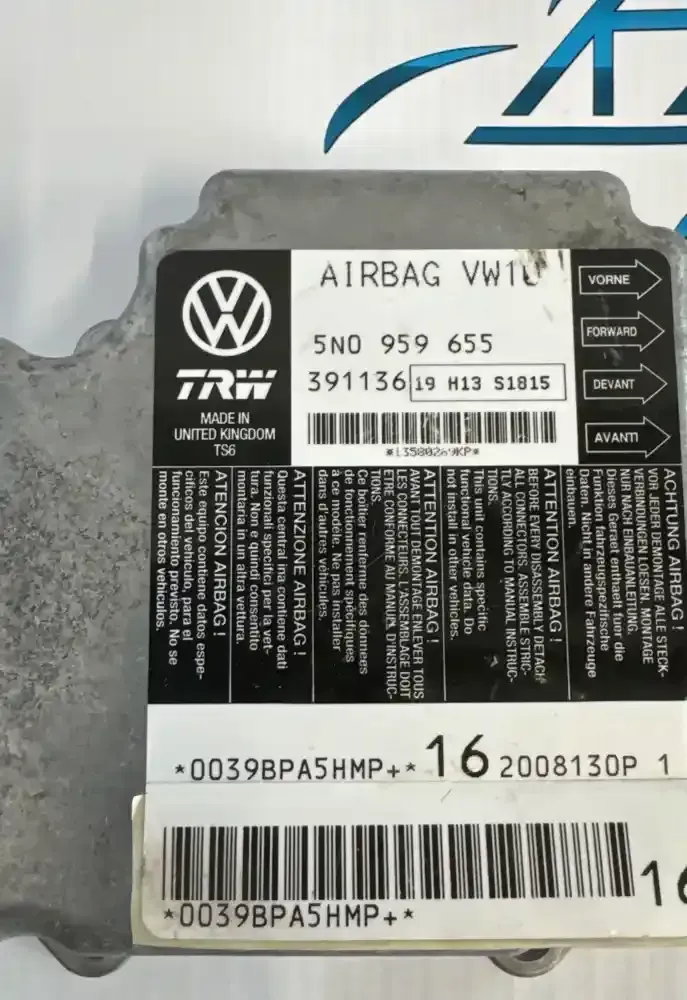 AIRBAG VW10
5N0 959 655
391136 19 H13 S1815
TRW
MADE IN
UNITED KINGDOM
TS6
VORNE
FORWARD
DEVANT
AVANTI
ACHTUNG AIRBAG!
VOR JEDER DEMONTAGE ALLE STECK-
VERBINDUNGEN LOESEN. MONTAGE
NUR NACH EINBAUANLEITUNG.
Dieses Geraet enthaelt fuer die
Funktion fahrzeugspezifische
Daten. Nicht in andere Fahrzeuge
einbauen.
ATTENTION AIRBAG!
BEFORE EVERY DISASSEMBLY DETACH
ALL CONNECTORS. ASSEMBLE STRIC-
TLY ACCORDING TO MANUAL INSTRUC-
TIONS.
This unit contains specific
functional vehicle data. Do
not install in other vehicles.
ATTENTION AIRBAG!
AVANT TOUT DEMONTAGE ENLEVER TOUS
LES CONNECTEURS. L'ASSEMBLAGE DOIT
ETRE CONFORME AU MANUEL D'INSTRUC-
TIONS.
Ce boîtier renferme des données
de fonctionnement spécifiques
à ce modèle. Ne pas installer
dans d'autres véhicules.
ATTENZIONE AIRBAG!
Questa centralina contiene dati
funzionali specifici per la vet-
tura. Non e quindi consentito
montarla in un altra vettura.
ATENCION AIRBAG!
Este equipo contiene datos espe-
cíficos del vehículo, para el
funcionamiento previsto. No se
monte en otros vehículos.
*0039BPA5HMP+* 16 2008130P 1
16
*0039BPA5HMP+*